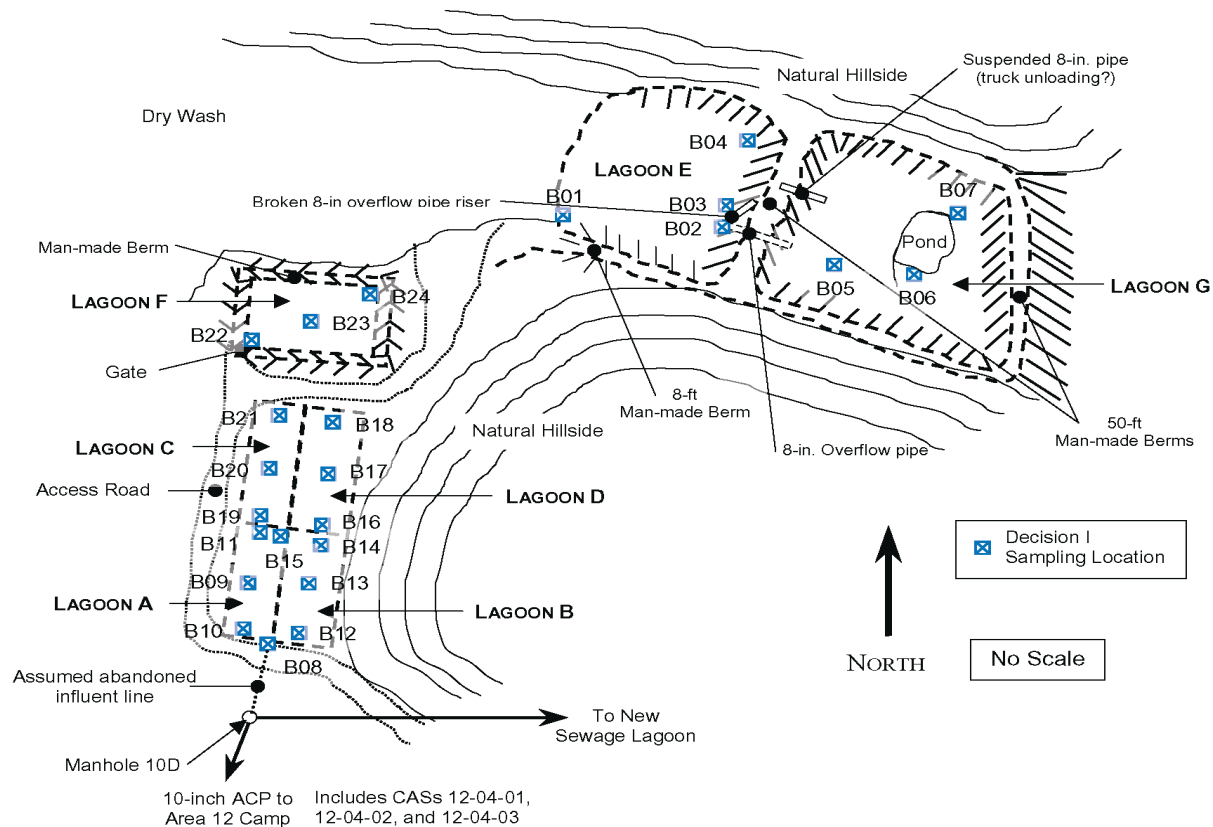 Suspended 8-in. pipe
(truck unloading?)
Natural Hillside
Dry Wash
B04
LAGOON E
B07
B01
B03
Broken 8-in overflow pipe riser
B02
Pond
Man-made Berm
B05
B06
LAGOON G
LAGOON F
B24
B23
B22
Gate
8-ft
Man-made Berm
50-ft
Man-made Berms
B21
B18
Natural Hillside
8-in. Overflow pipe
LAGOON C
B20
B17
Access Road
LAGOON D
B19
B16
B11
B14
B15
Decision I
Sampling Location
B09
B13
LAGOON A
LAGOON B
B10
B12
B08
NORTH
No Scale
Assumed abandoned
influent line
To New
Sewage Lagoon
Manhole 10D
10-inch ACP to
Area 12 Camp
Includes CASs 12-04-01,
12-04-02, and 12-04-03